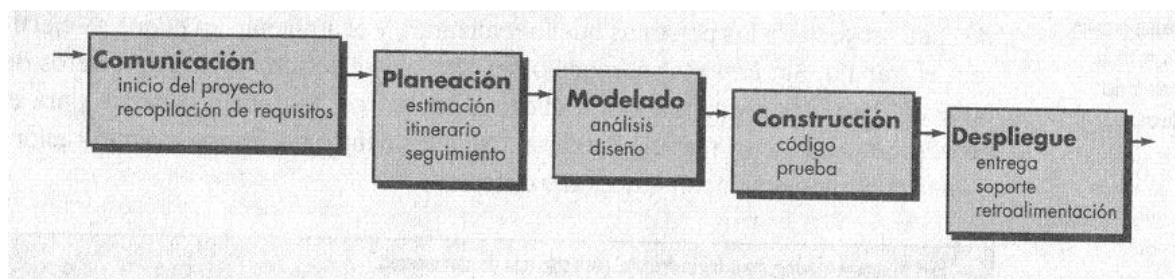 Comunicación
inicio del proyecto
recopilación de requisitos
Planeación
estimación
itinerario
seguimiento
Modelado
análisis
diseño
Construcción
código
prueba
Despliegue
entrega
soporte
retroalimentación